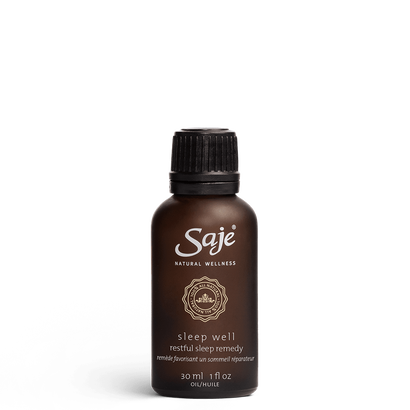 Saje
NATURAL WELLNESS
sleep well
restful sleep remedy
remède favorisant un sommeil réparateur
30 ml 1 fl oz
OIL/HUILE